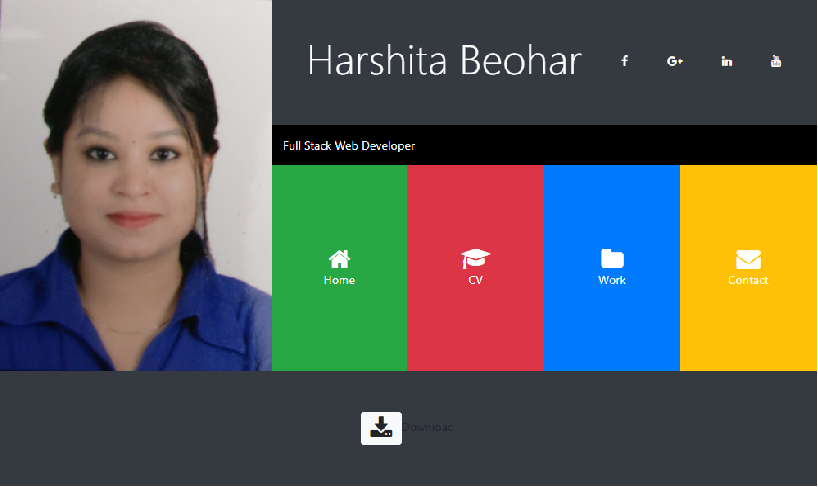 Harshita Beohar
Full Stack Web Developer
Home
CV
Work
Contact
Download